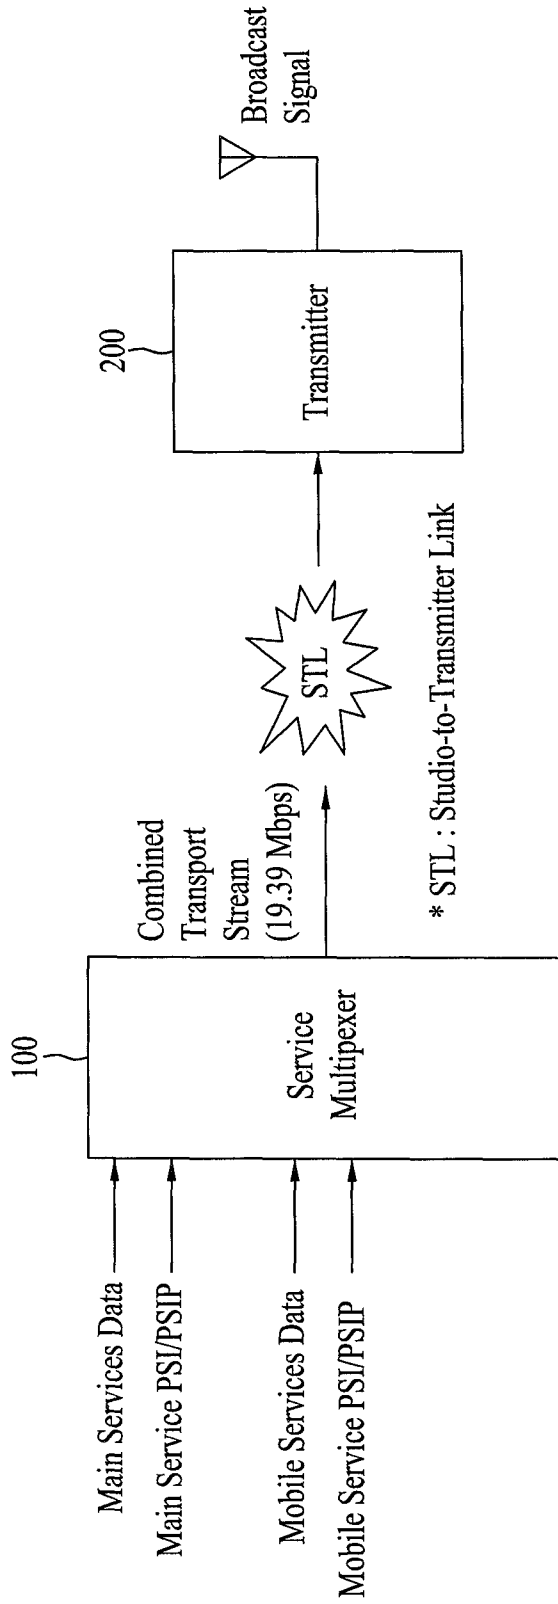 Main Services Data
Main Service PSI/PSIP
Mobile Services Data
Mobile Service PSI/PSIP
100
Service
Multipexer
Combined
Transport
Stream
(19.39 Mbps)
STL
200
Transmitter
Broadcast
Signal
* STL : Studio-to-Transmitter Link